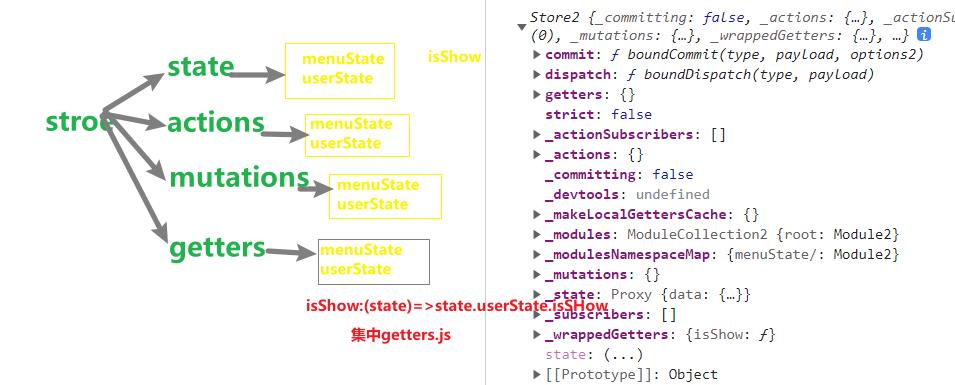 stroe
state
menuState
userState
isShow
actions
menuState
userState
mutations
menuState
userState
getters
menuState
userState
isShow:(state)=>state.userState.isSHow
集中getters.js
Store2 {_committing: false, _actions: {…}, _actionSu
(0), _mutations: {…}, _wrappedGetters: {…}, …} i
commit: ƒ boundCommit(type, payload, options2)
dispatch: ƒ boundDispatch(type, payload)
getters: {}
strict: false
_actionSubscribers: []
_actions: {}
_committing: false
_devtools: undefined
_makeLocalGettersCache: {}
_modules: ModuleCollection2 {root: Module2}
_modulesNamespaceMap: {menuState/: Module2}
_mutations: {}
_state: Proxy {data: {…}}
_subscribers: []
_wrappedGetters: {isShow: ƒ}
state: (...)
[[Prototype]]: Object